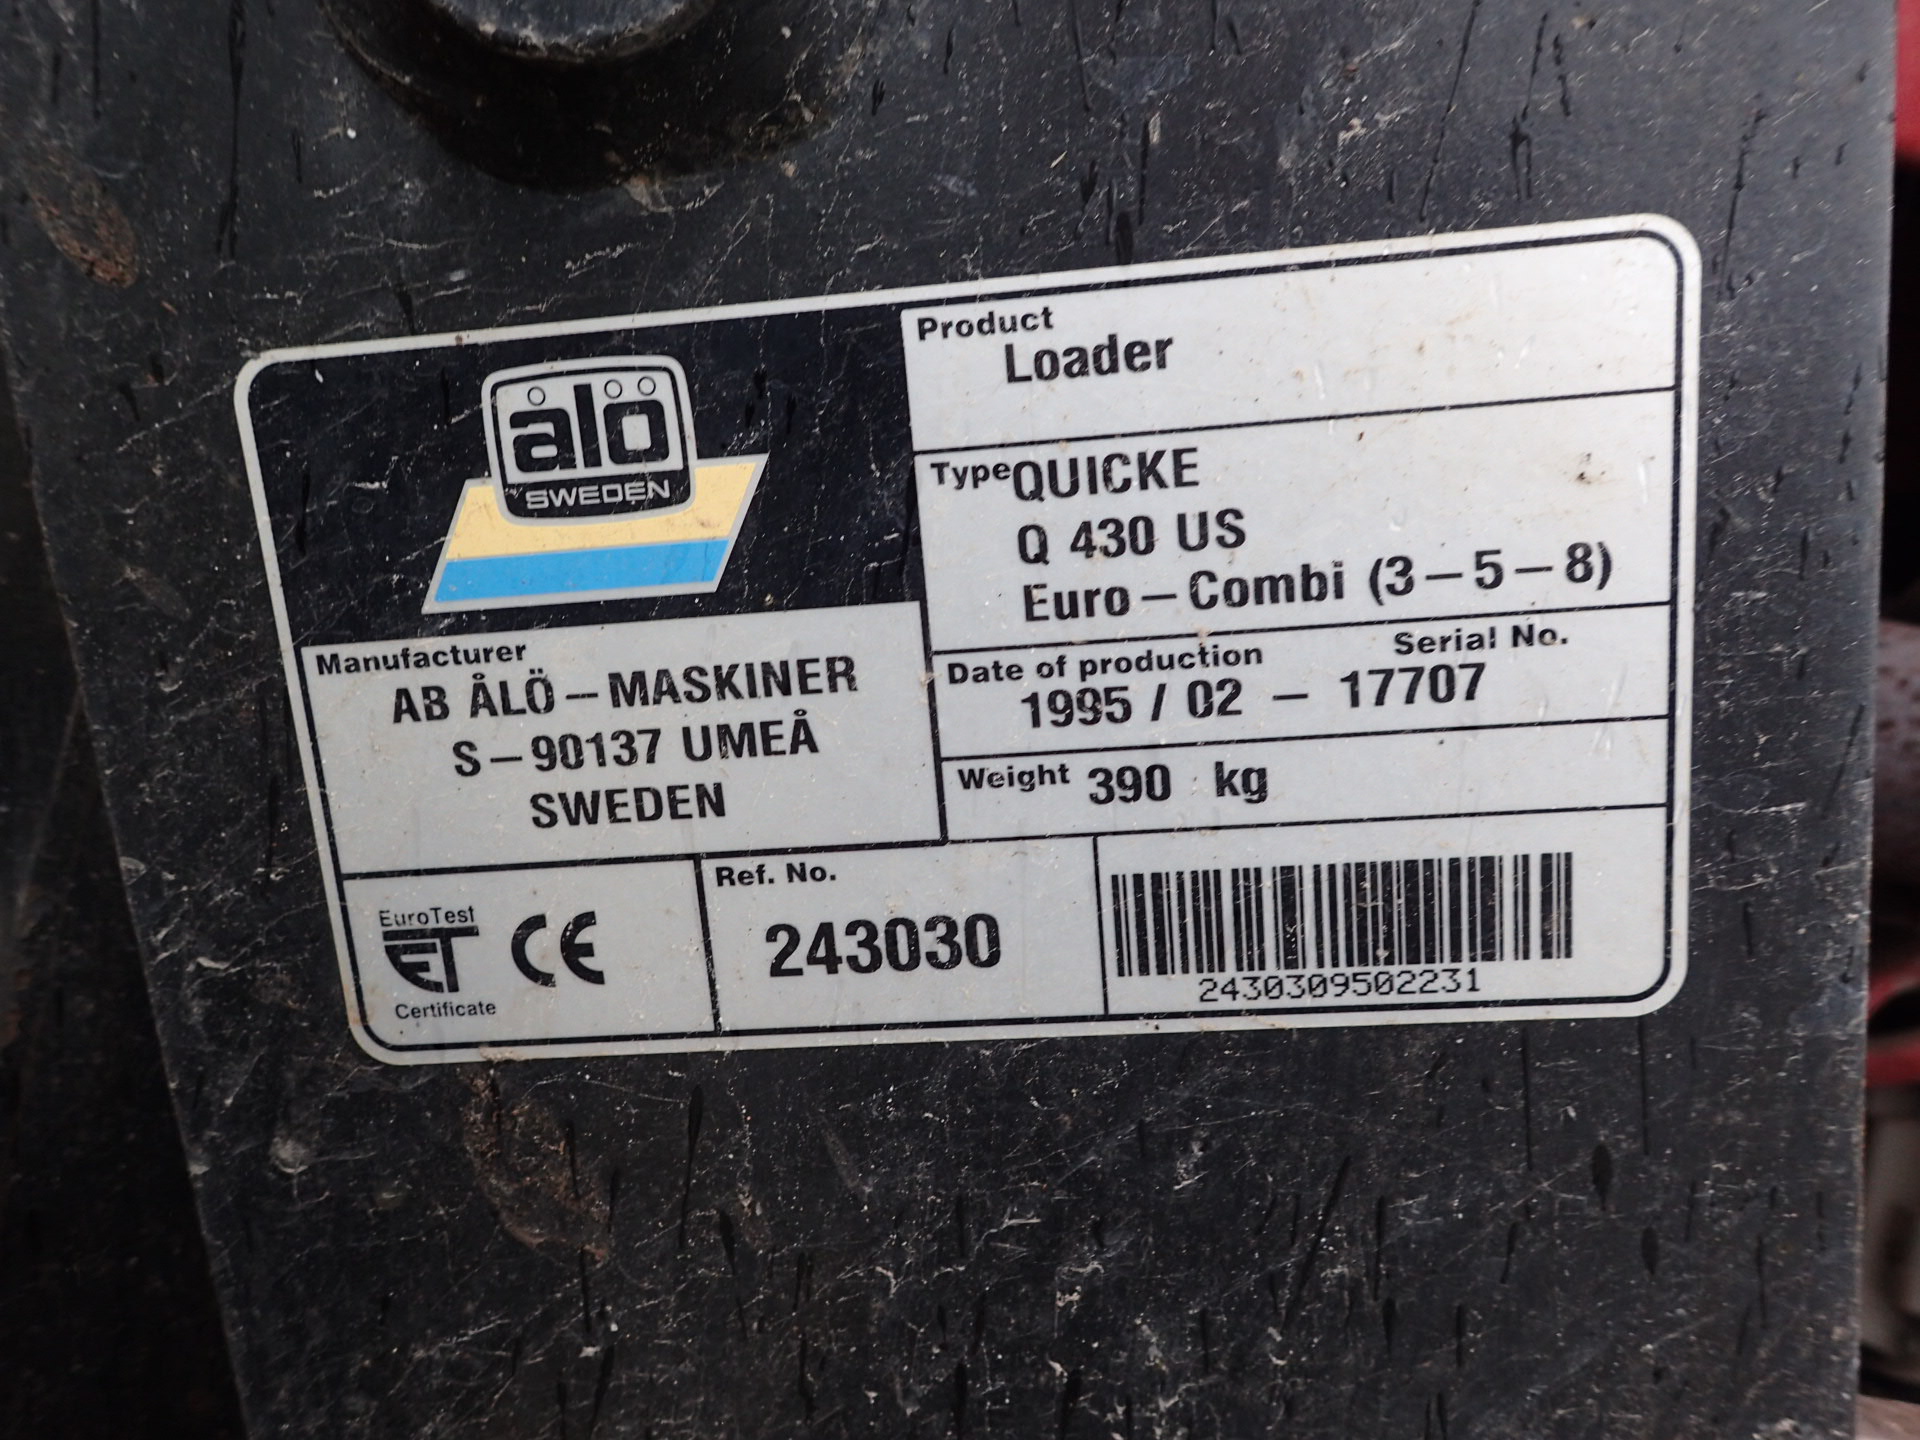 ålö
SWEDEN
Product
Loader
Type QUICKE
Q 430 US
Euro-Combi (3-5-8)
Manufacturer
AB ÅLÖ-MASKINER
S-90137 UMEÅ
SWEDEN
Date of production Serial No.
1995 / 02 - 17707
Weight 390 kg
EuroTest
ET CE
Certificate
Ref. No.
243030
2430309502231